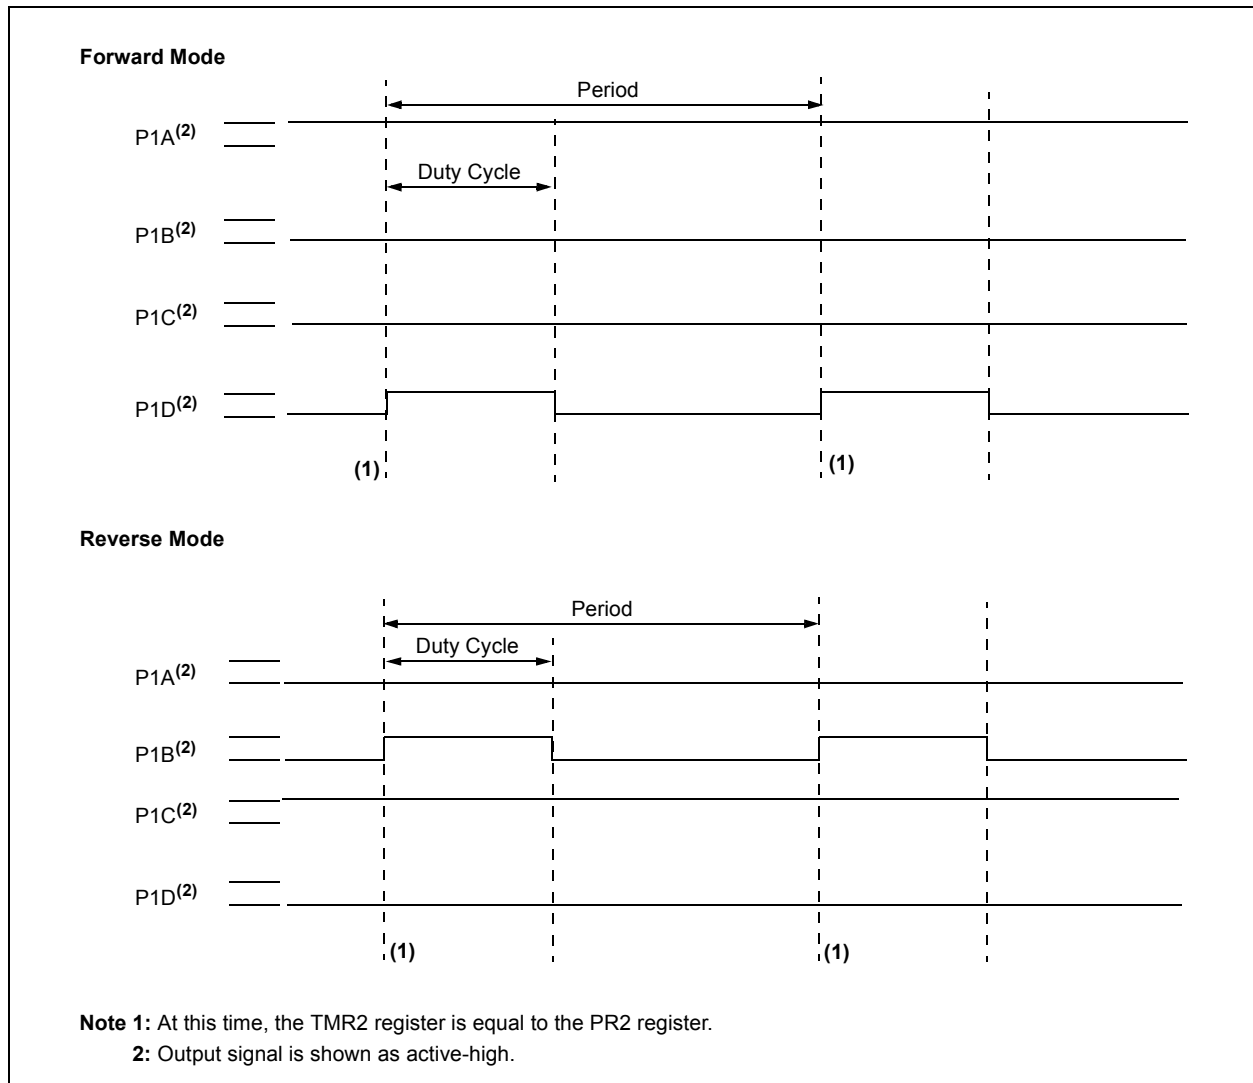 Forward Mode
Period
P1A(2)
Duty Cycle
P1B(2)
P1C(2)
P1D(2)
(1) (1)
Reverse Mode
Period
Duty Cycle
P1A(2)
P1B(2)
P1C(2)
P1D(2)
(1) (1)
Note 1: At this time, the TMR2 register is equal to the PR2 register.
2: Output signal is shown as active-high.